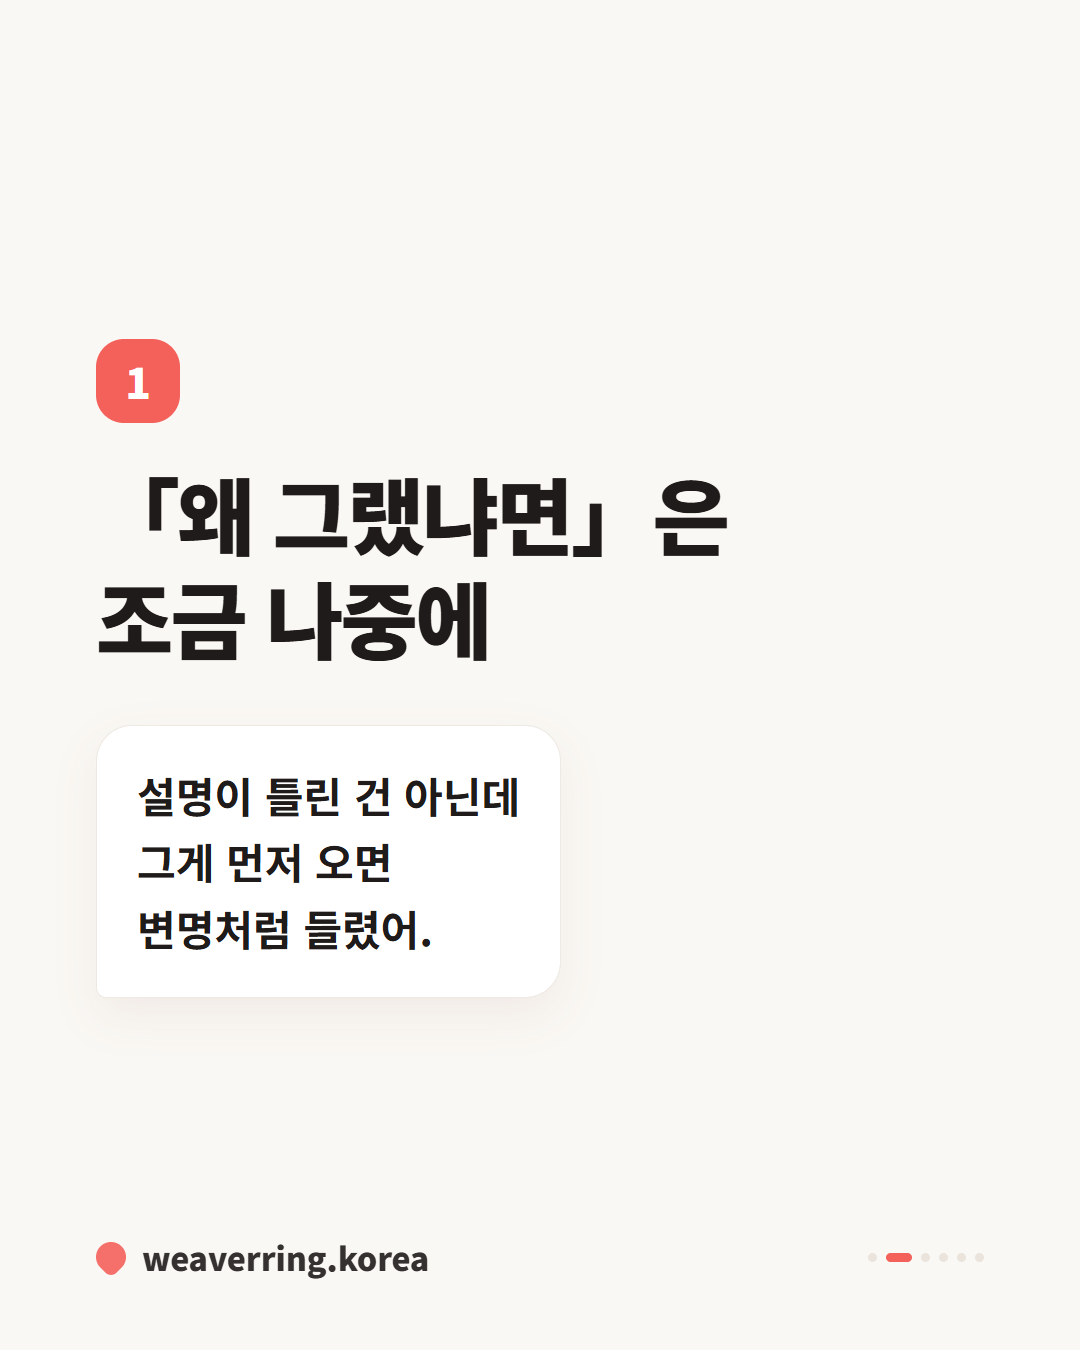 1
「왜 그랬냐면」은
조금 나중에
설명이 틀린 건 아닌데
그게 먼저 오면
변명처럼 들렸어.
weaverring.korea